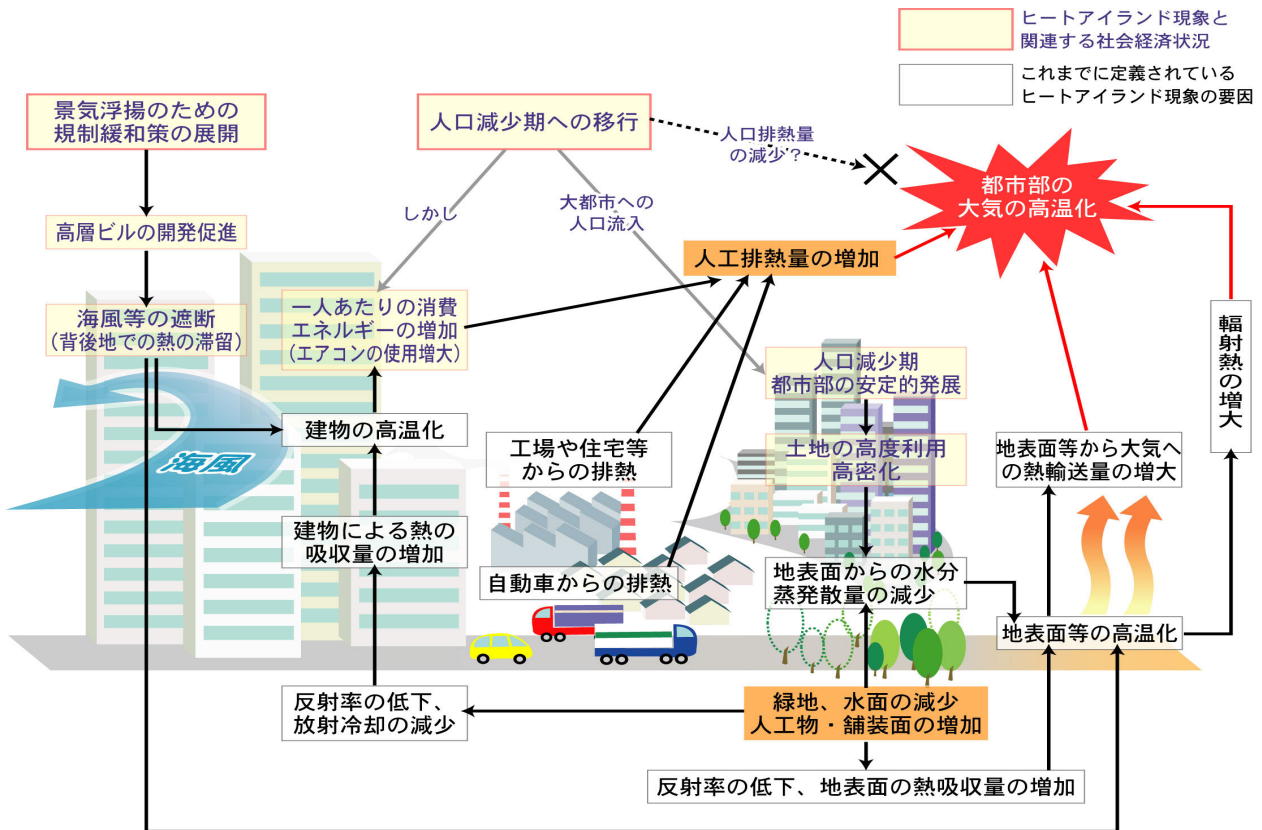 ヒートアイランド現象と
関連する社会経済状況
これまでに定義されている
ヒートアイランド現象の要因
景気浮揚のための
規制緩和策の展開
人口減少期への移行
人口排熱量
の減少？
都市部の
大気の高温化
しかし
大都市への
人口流入
高層ビルの開発促進
人工排熱量の増加
海風等の遮断
(背後地での熱の滞留)
一人あたりの消費
エネルギーの増加
(エアコンの使用増大)
人口減少期
都市部の安定的発展
輻射熱の増大
建物の高温化
工場や住宅等
からの排熱
土地の高度利用
高密化
地表面等から大気へ
の熱輸送量の増大
海風
建物による熱の
吸収量の増加
自動車からの排熱
地表面からの水分
蒸発散量の減少
地表面等の高温化
反射率の低下、
放射冷却の減少
緑地、水面の減少
人工物・舗装面の増加
反射率の低下、地表面の熱吸収量の増加